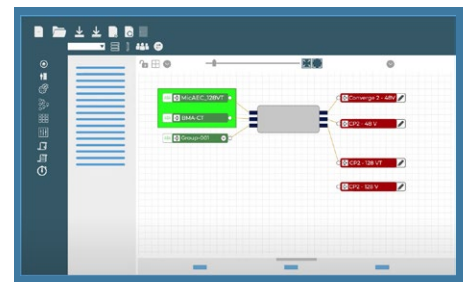 MicAEC_128VT
BMA-CT
Group-001
Converge 2 - 48V
CP2 - 48 V
CP2 - 128 VT
CP2 - 128 V